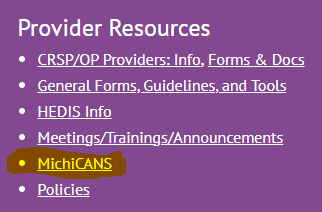 Provider Resources
CRSP/OP Providers: Info, Forms & Docs
General Forms, Guidelines, and Tools
HEDIS Info
Meetings/Trainings/Announcements
MichiCANS
Policies